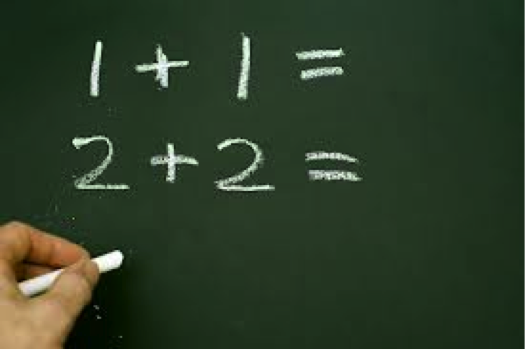 1 + 1 =
2 + 2 =